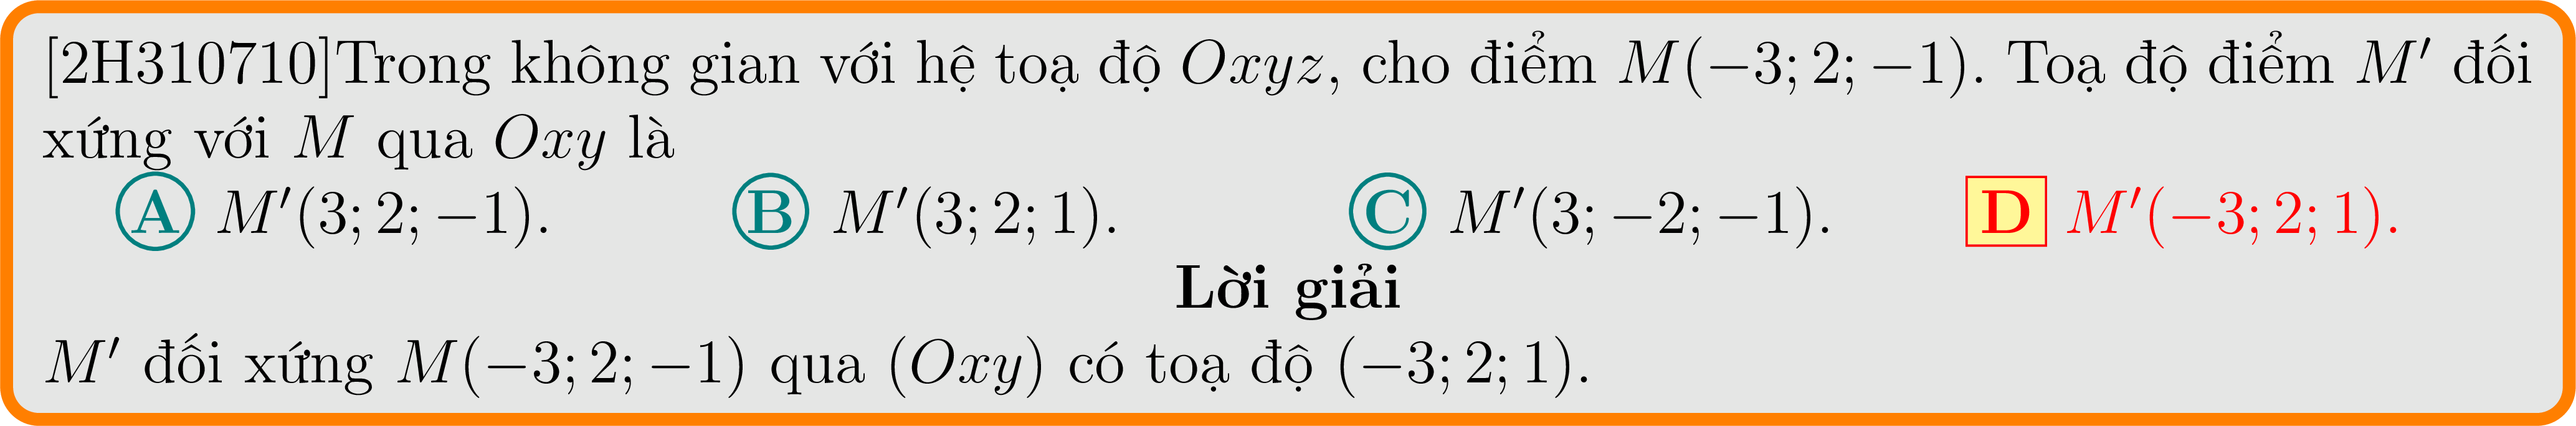 [2H310710]Trong không gian với hệ toạ độ Oxyz, cho điểm M(−3; 2; −1). Toạ độ điểm M′ đối
xứng với M qua Oxy là
A M′(3; 2; −1). B M′(3; 2; 1). C M′(3; −2; −1). D M′(−3; 2; 1).
Lời giải
M′ đối xứng M(−3; 2; −1) qua (Oxy) có toạ độ (−3; 2; 1).